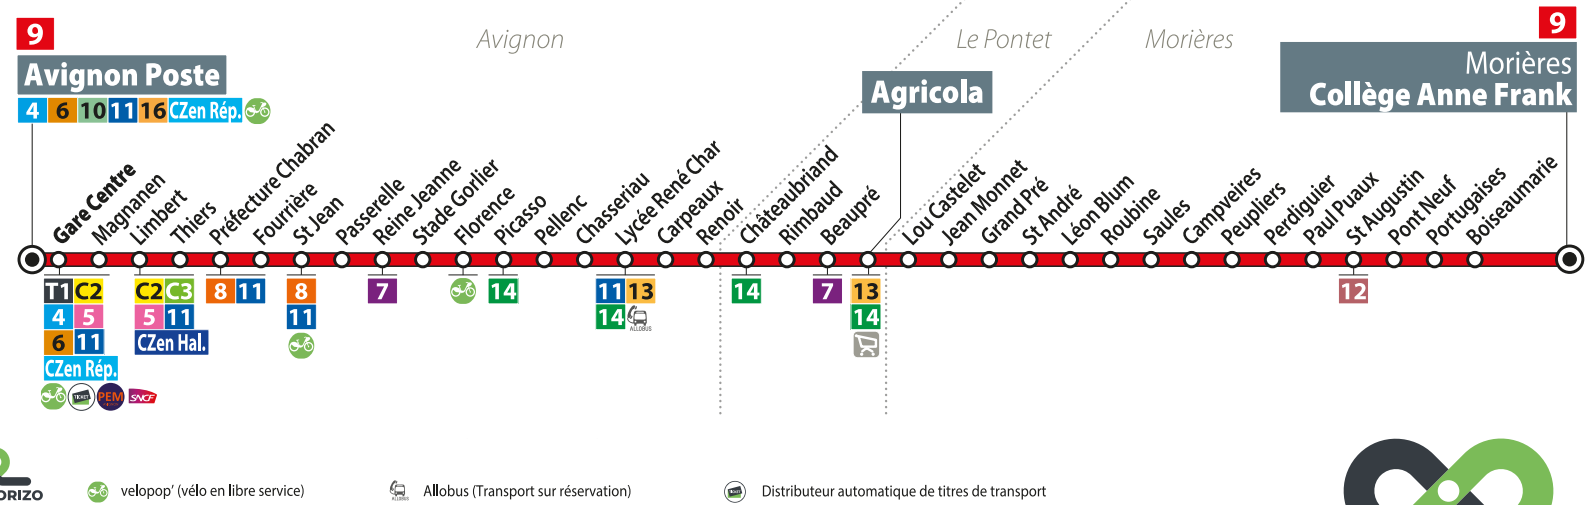 9
Avignon Poste
4 6 10 11 16 CZen Rép.
Avignon
Le Pontet
Morières
9
Morières
Collège Anne Frank
Agricola
Gare Centre
Magnanen
Limbert
Thiers
Préfecture Chabran
Fourrière
St Jean
Passerelle
Reine Jeanne
Stade Gorlier
Florence
Picasso
Pellenc
Chasseriau
Lycée René Char
Carpeaux
Renoir
Châteaubriand
Rimbaud
Beaupré
Lou Castelet
Jean Monnet
Grand Pré
St André
Léon Blum
Roubine
Saules
Campveires
Peupliers
Perdiguier
Paul Puaux
St Augustin
Pont Neuf
Portugaises
Boiseaumarie
T1 C2
4 5
6 11
CZen Rép.
TICKET PEM SNCF
C2 C3
5 11
CZen Hal.
8 11
8
11
7
14
11 13
14 ALLOBUS
14
7
13
14
12
ORIZO
velopop' (vélo en libre service)
ALLOBUS
Allobus (Transport sur réservation)
TICKET
Distributeur automatique de titres de transport